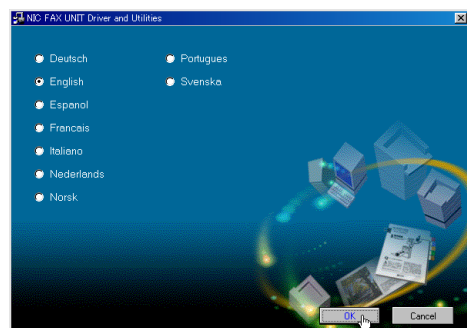 NIC FAX UNIT Driver and Utilities
Deutsch
English
Espanol
Francais
Italiano
Nederlands
Norsk
Portugues
Svenska
OK
Cancel